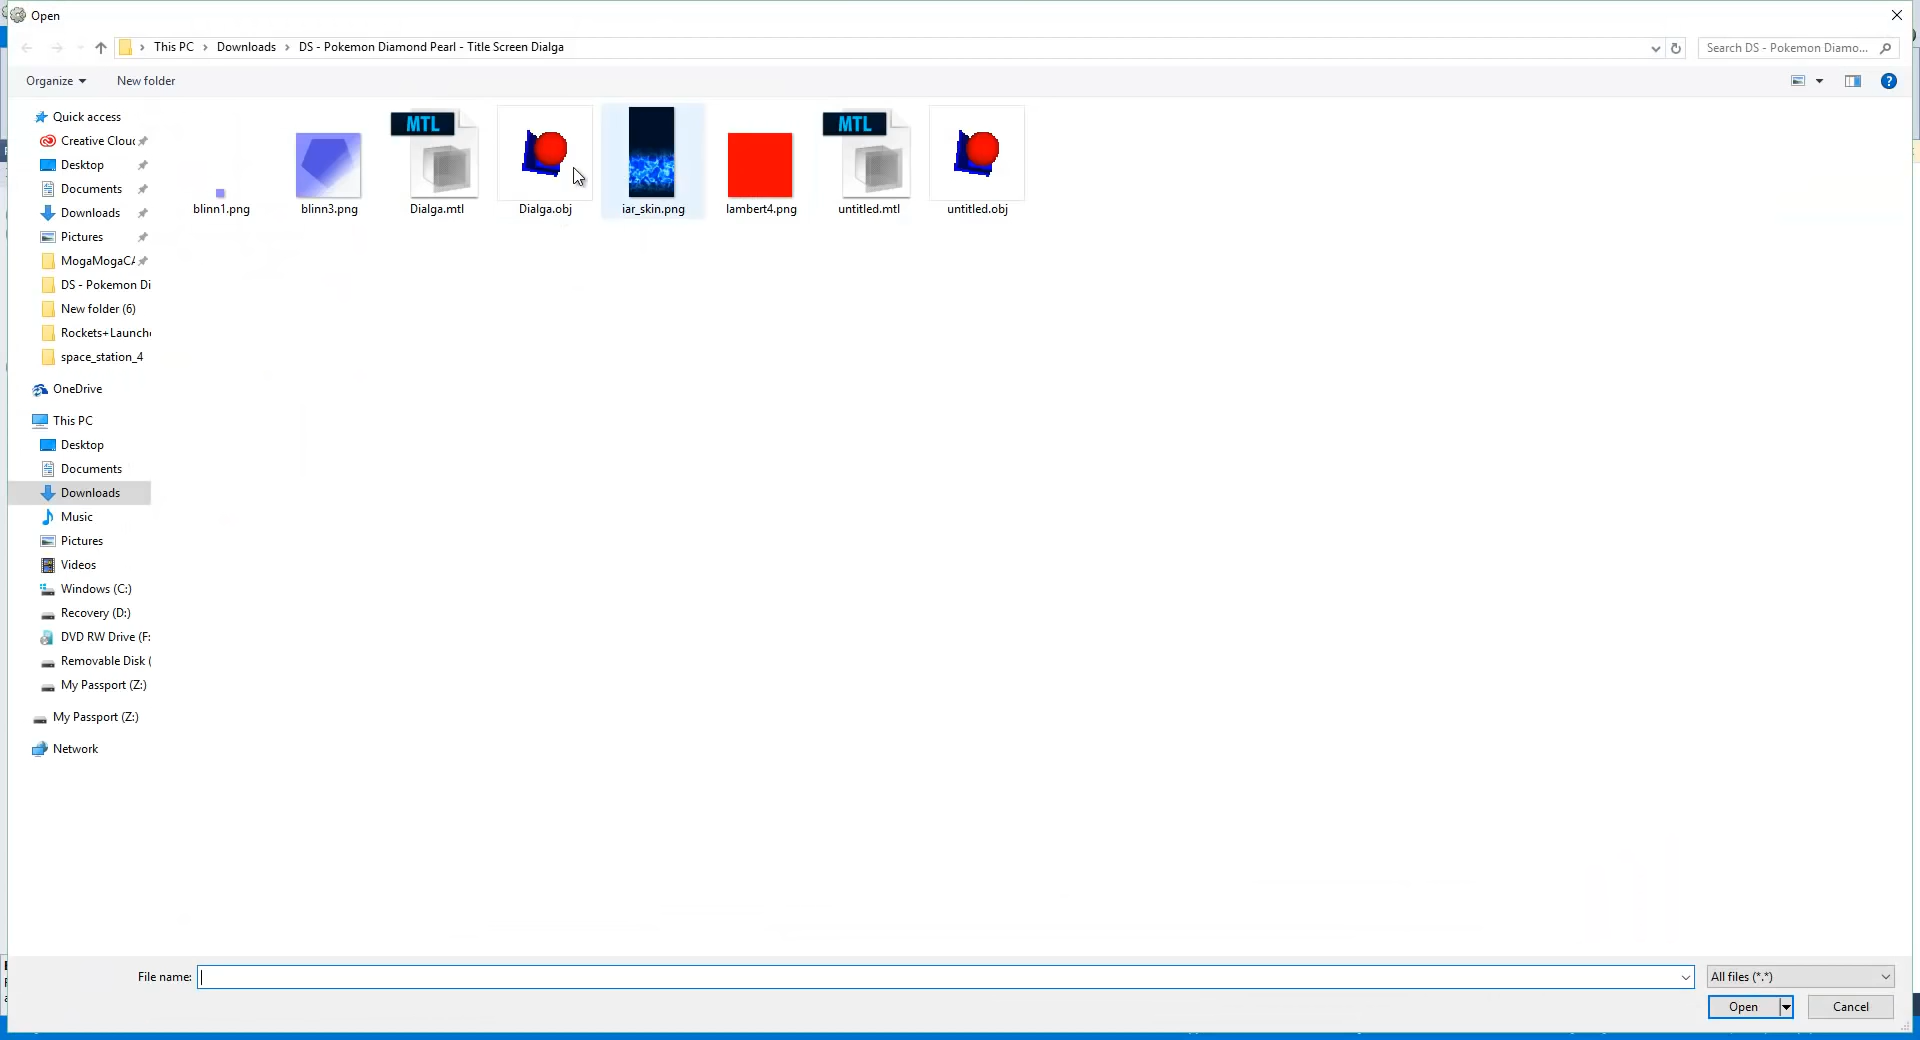 Open
This PC > Downloads > DS - Pokemon Diamond Pearl - Title Screen Dialga
Search DS - Pokemon Diamo...
Organize New folder
Quick access
Creative Clou
Desktop
Documents
Downloads
Pictures
MogaMogaCA
DS - Pokemon Di
New folder (6)
Rockets+Launche
space_station_4
OneDrive
This PC
Desktop
Documents
Downloads
Music
Pictures
Videos
Windows (C:)
Recovery (D:)
DVD RW Drive (F:
Removable Disk (
My Passport (Z:)
My Passport (Z:)
Network
MTL
MTL
blinn1.png
blinn3.png
Dialga.mtl
Dialga.obj
iar_skin.png
lambert4.png
untitled.mtl
untitled.obj
File name:
All files (*.*)
Open
Cancel